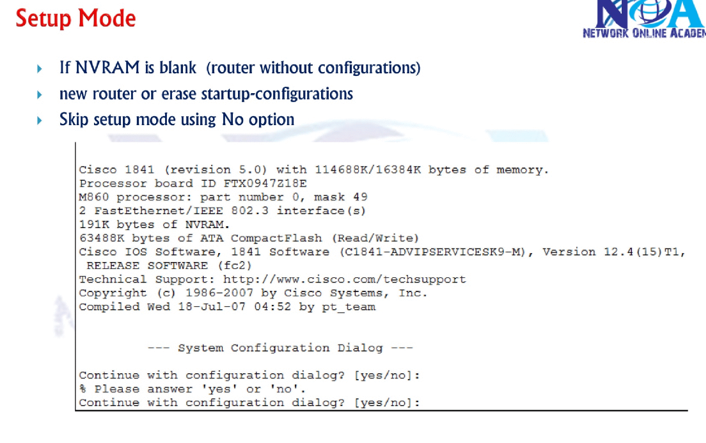 Setup Mode
NOA
NETWORK ONLINE ACADEM
If NVRAM is blank (router without configurations)
new router or erase startup-configurations
Skip setup mode using No option
Cisco 1841 (revision 5.0) with 114688K/16384K bytes of memory.
Processor board ID FTX0947Z18E
M860 processor: part number 0, mask 49
2 FastEthernet/IEEE 802.3 interface(s)
191K bytes of NVRAM.
63488K bytes of ATA CompactFlash (Read/Write)
Cisco IOS Software, 1841 Software (C1841-ADVIPSERVICESK9-M), Version 12.4(15)T1,
RELEASE SOFTWARE (fc2)
Technical Support: http://www.cisco.com/techsupport
Copyright (c) 1986-2007 by Cisco Systems, Inc.
Compiled Wed 18-Jul-07 04:52 by pt_team
--- System Configuration Dialog ---
Continue with configuration dialog? [yes/no]:
% Please answer 'yes' or 'no'.
Continue with configuration dialog? [yes/no]: